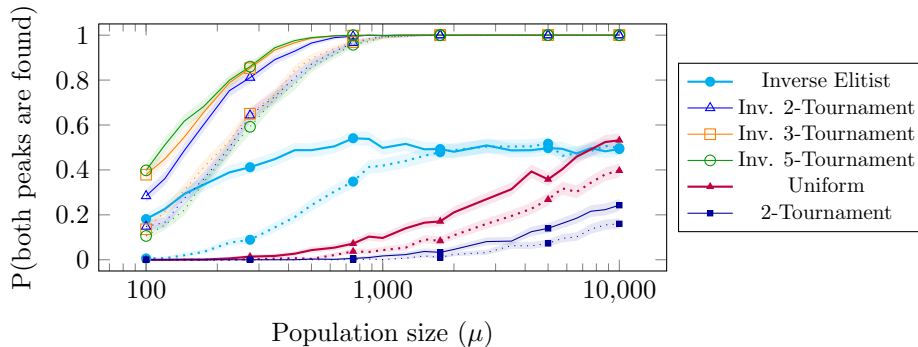 P(both peaks are found)
1
0.8
0.6
0.4
0.2
0
100
1,000
10,000
Population size (μ)
Inverse Elitist
Inv. 2-Tournament
Inv. 3-Tournament
Inv. 5-Tournament
Uniform
2-Tournament